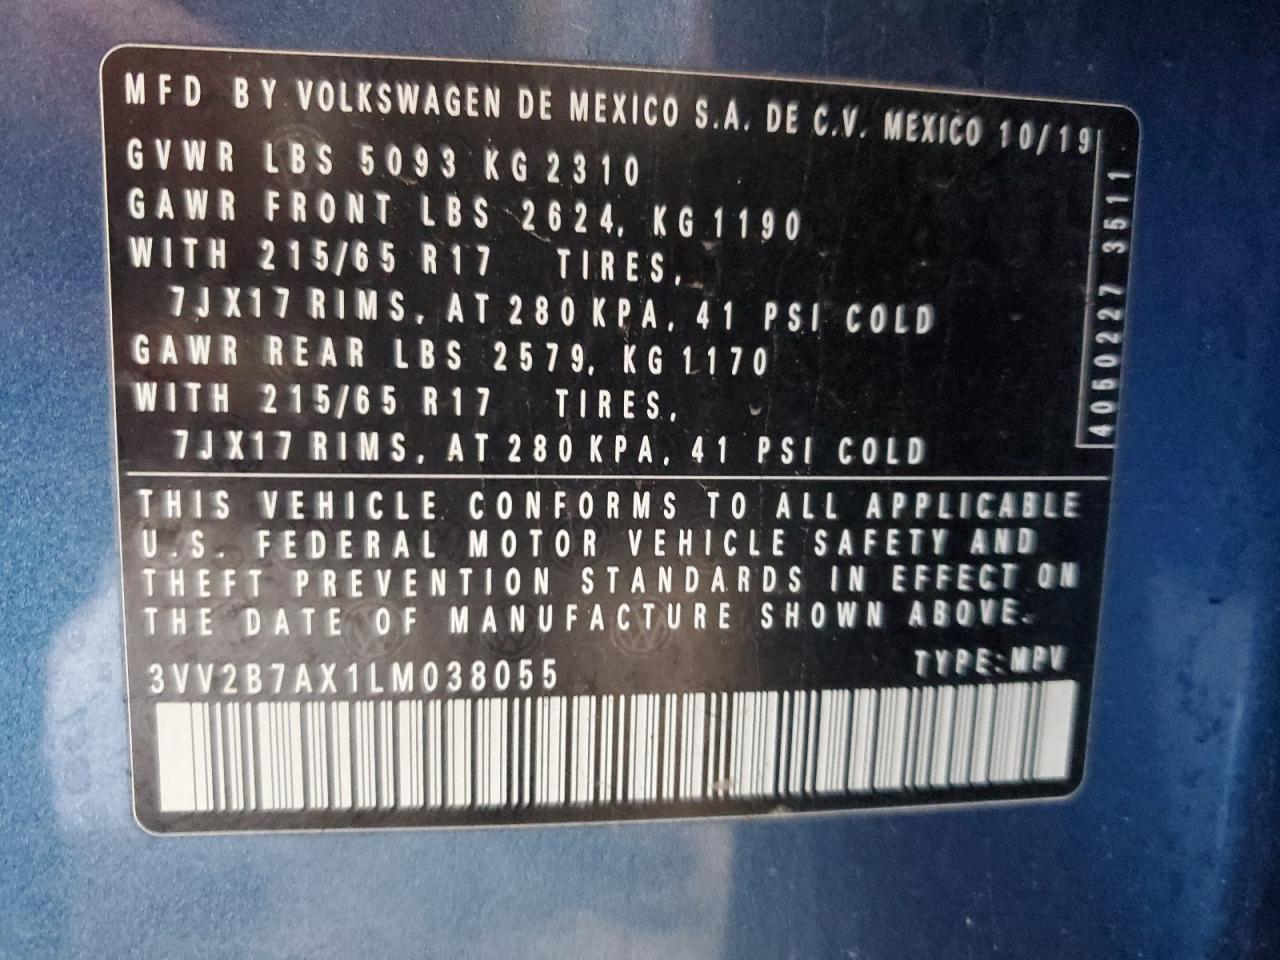 MFD BY VOLKSWAGEN DE MEXICO S.A. DE C.V. MEXICO 10/19
GVWR LBS 5093 KG 2310
GAWR FRONT LBS 2624, KG 1190
WITH 215/65 R17 TIRES,
7JX17 RIMS, AT 280 KPA, 41 PSI COLD
GAWR REAR LBS 2579, KG 1170
WITH 215/65 R17 TIRES,
7JX17 RIMS, AT 280 KPA, 41 PSI COLD
4050227 3511
THIS VEHICLE CONFORMS TO ALL APPLICABLE
U.S. FEDERAL MOTOR VEHICLE SAFETY AND
THEFT PREVENTION STANDARDS IN EFFECT ON
THE DATE OF MANUFACTURE SHOWN ABOVE.
3VV2B7AX1LM038055 TYPE:MPV